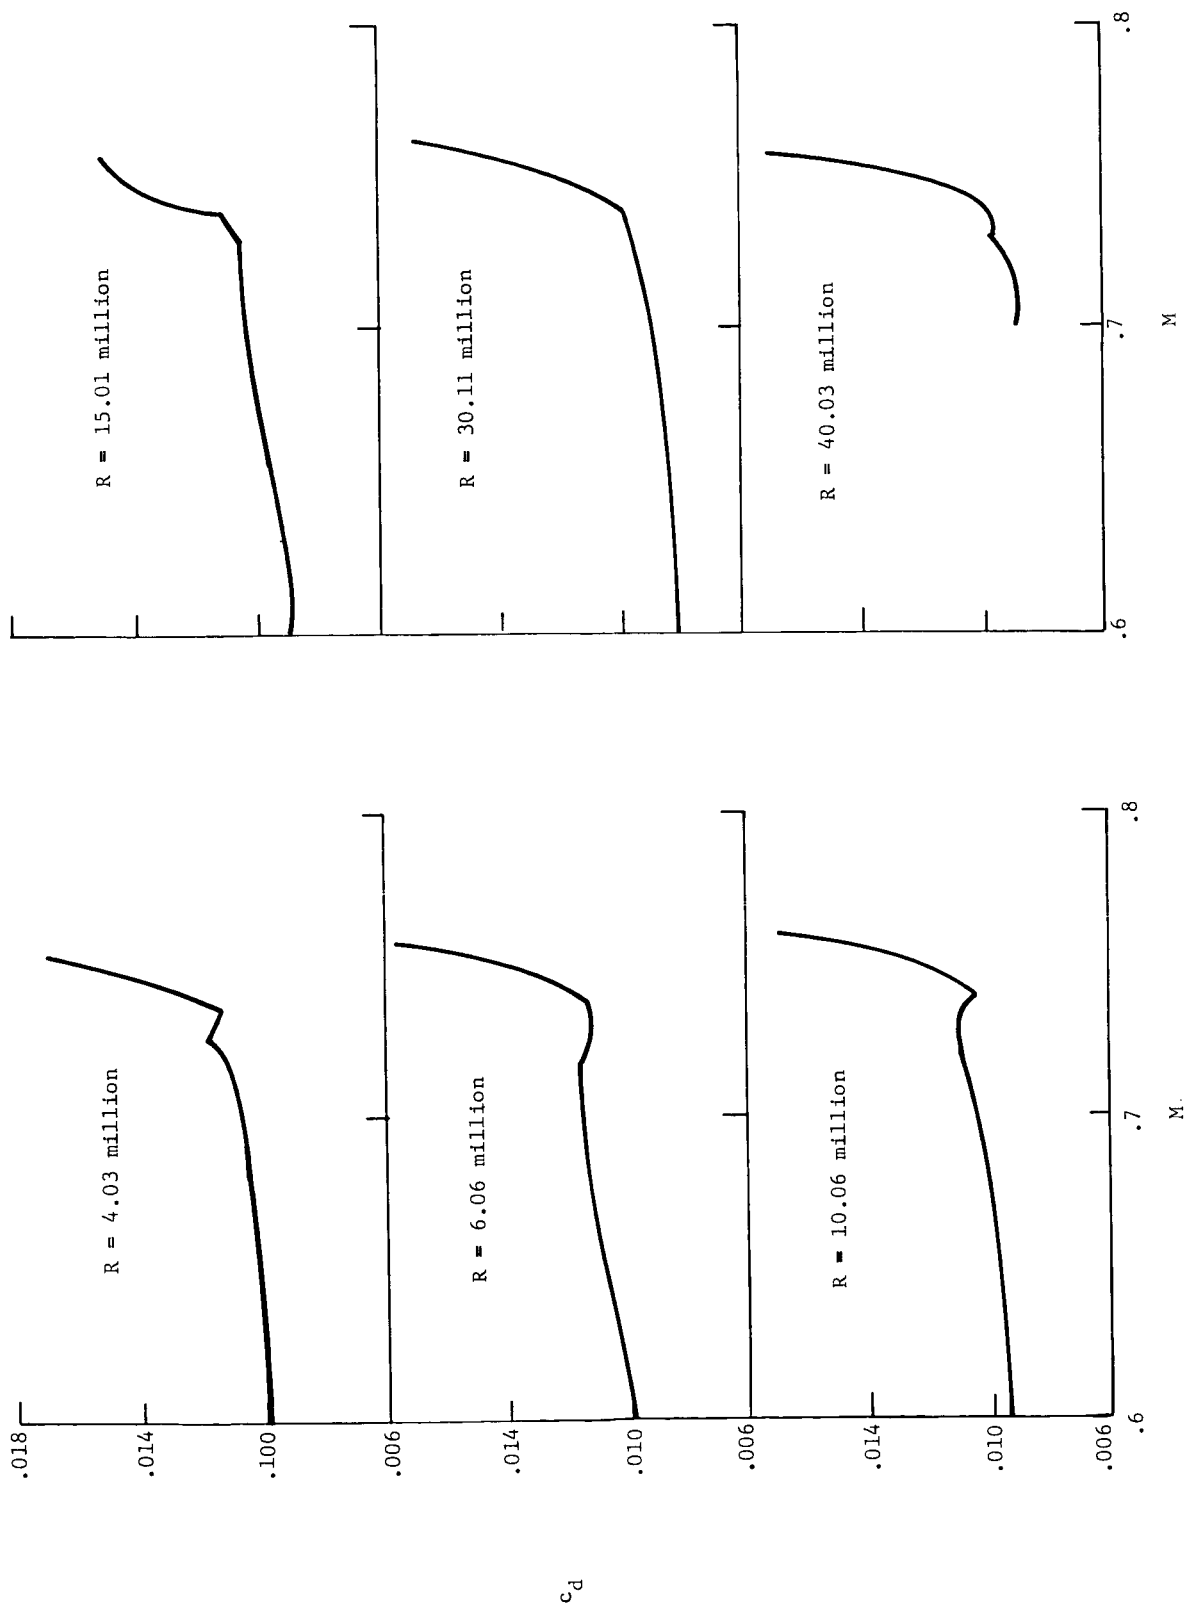 .018
.014
.100
R = 4.03 million
.006
.014
.010
R = 6.06 million
.006
.014
.010
.006
R = 10.06 million
.6
.7
.8
M
c_d
R = 15.01 million
R = 30.11 million
R = 40.03 million
.6
.7
.8
M